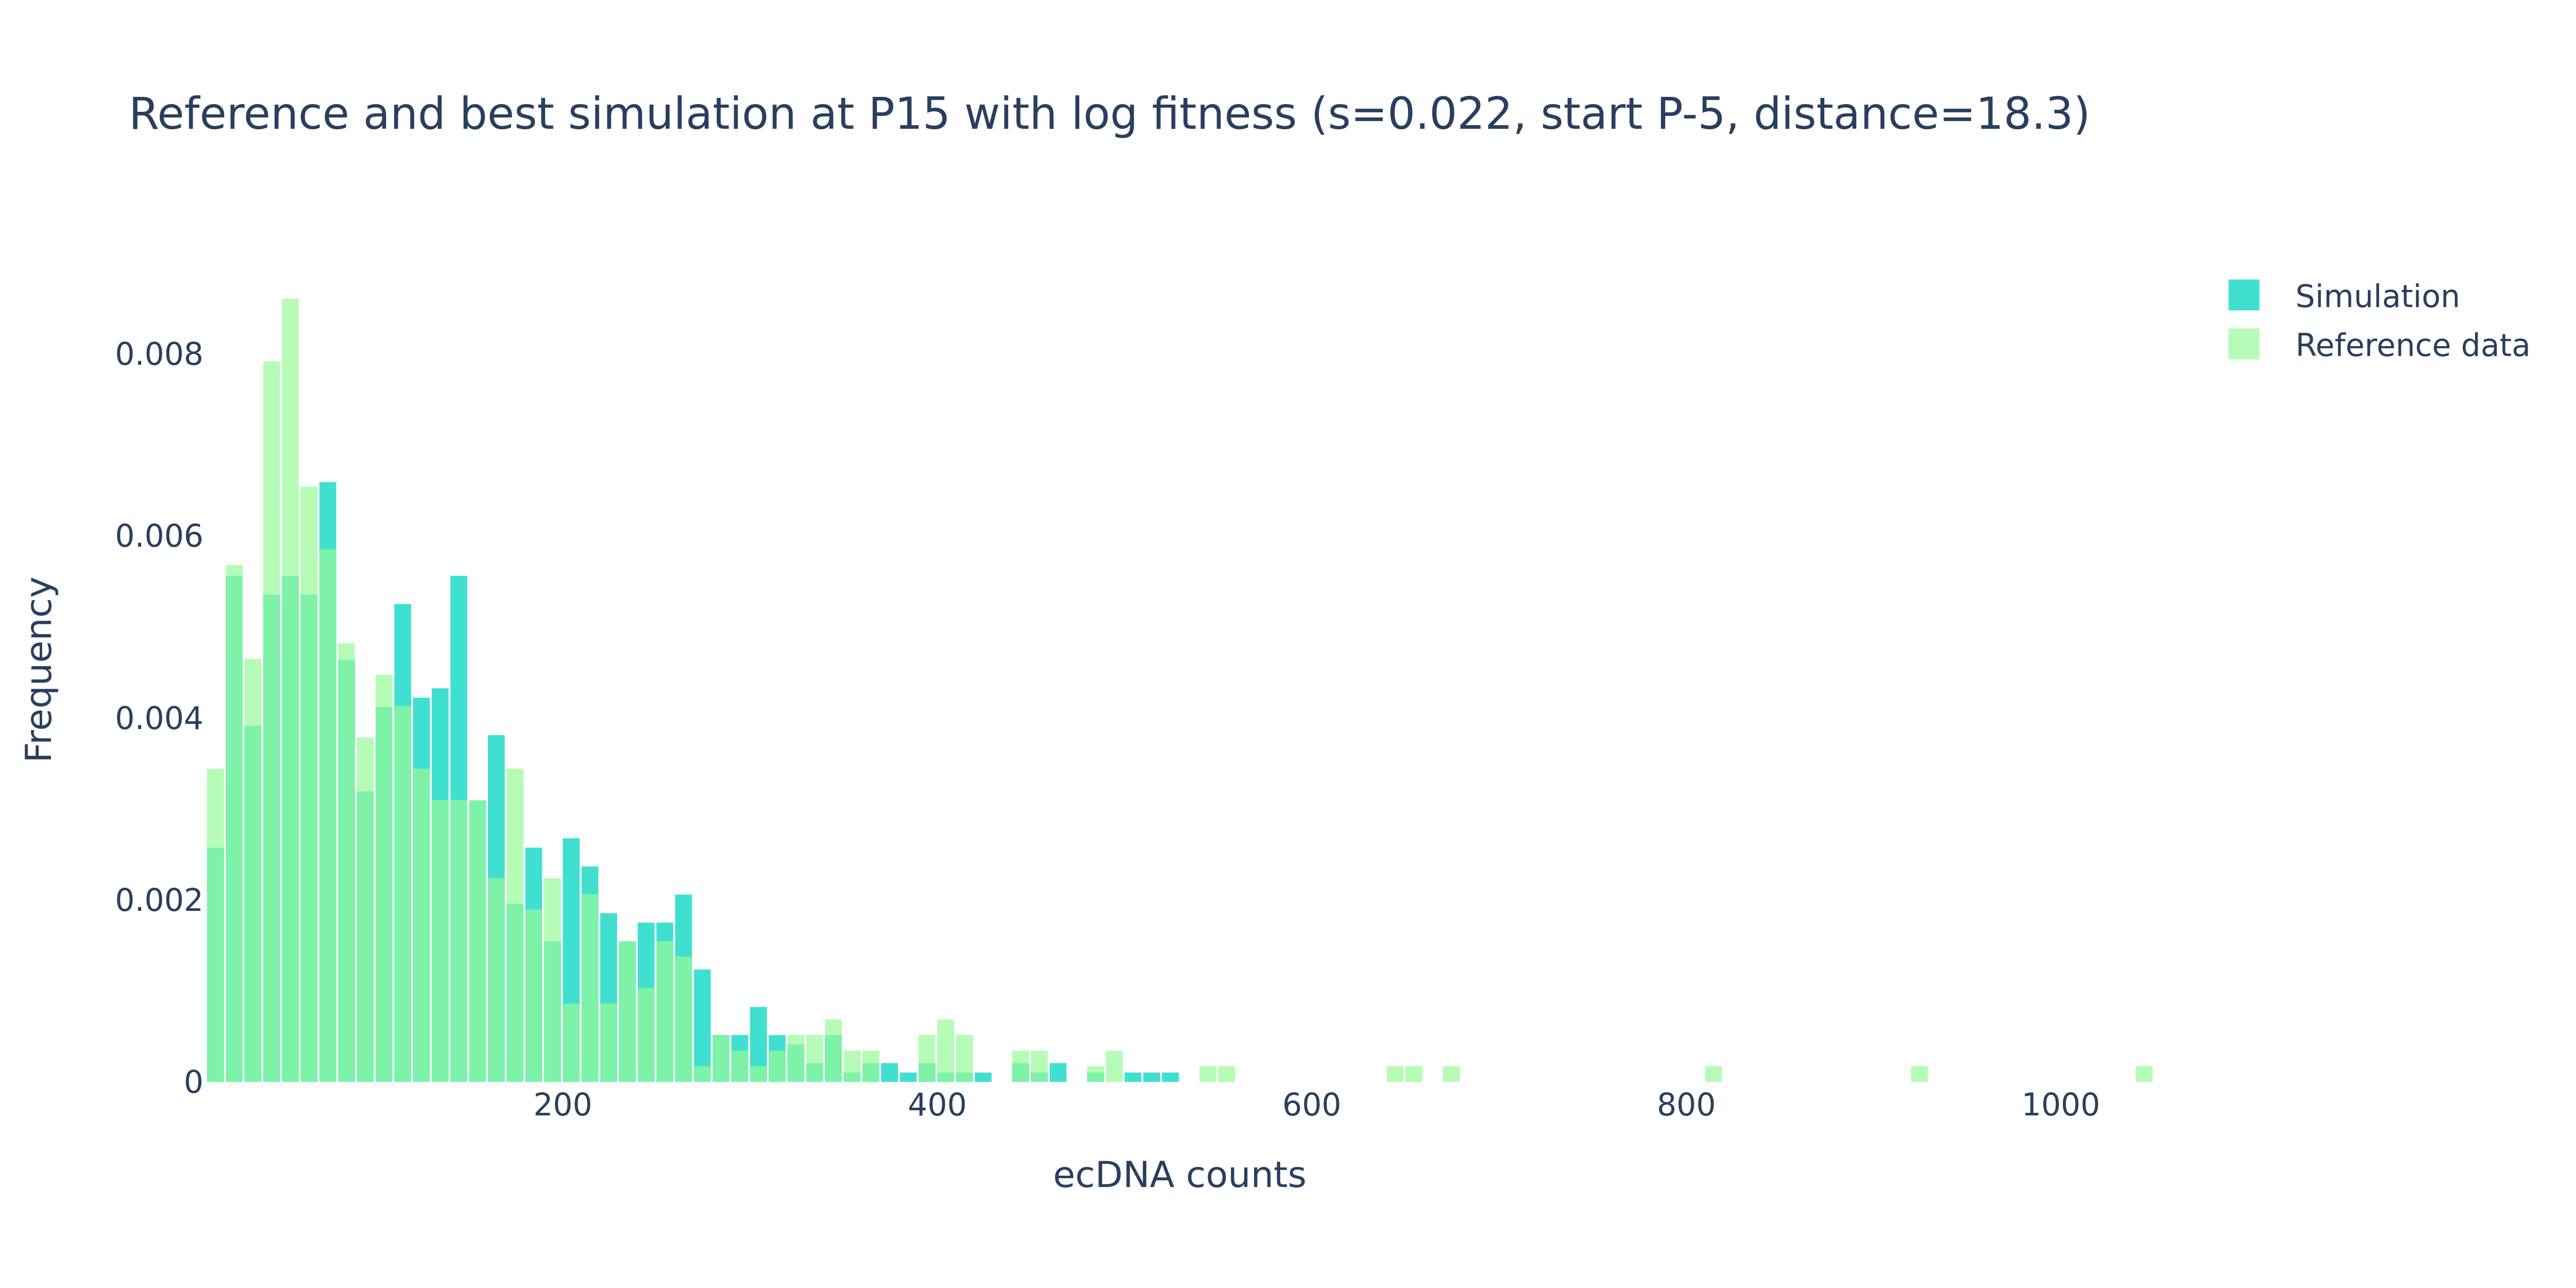 Reference and best simulation at P15 with log fitness (s=0.022, start P-5, distance=18.3)
Simulation
Reference data
0.008
0.006
0.004
0.002
0
Frequency
200 400 600 800 1000
ecDNA counts